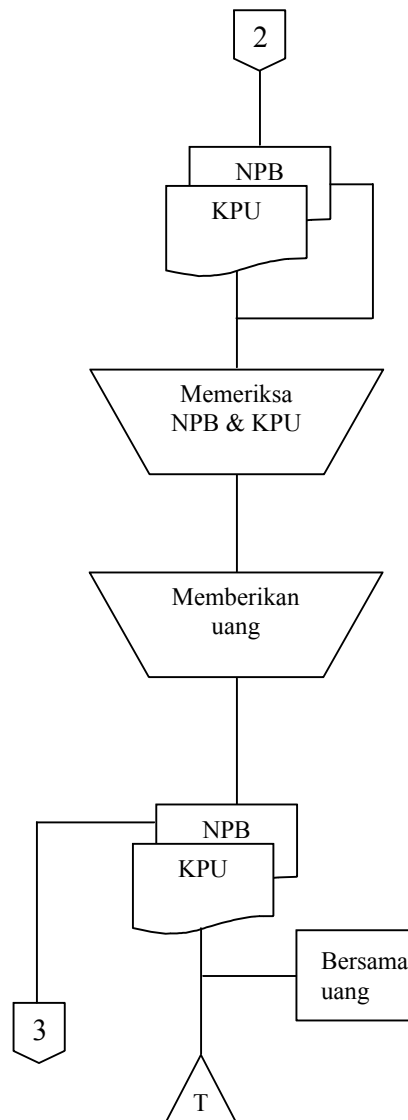 2
NPB
KPU
Memeriksa
NPB & KPU
Memberikan
uang
NPB
KPU
Bersama
uang
3
T